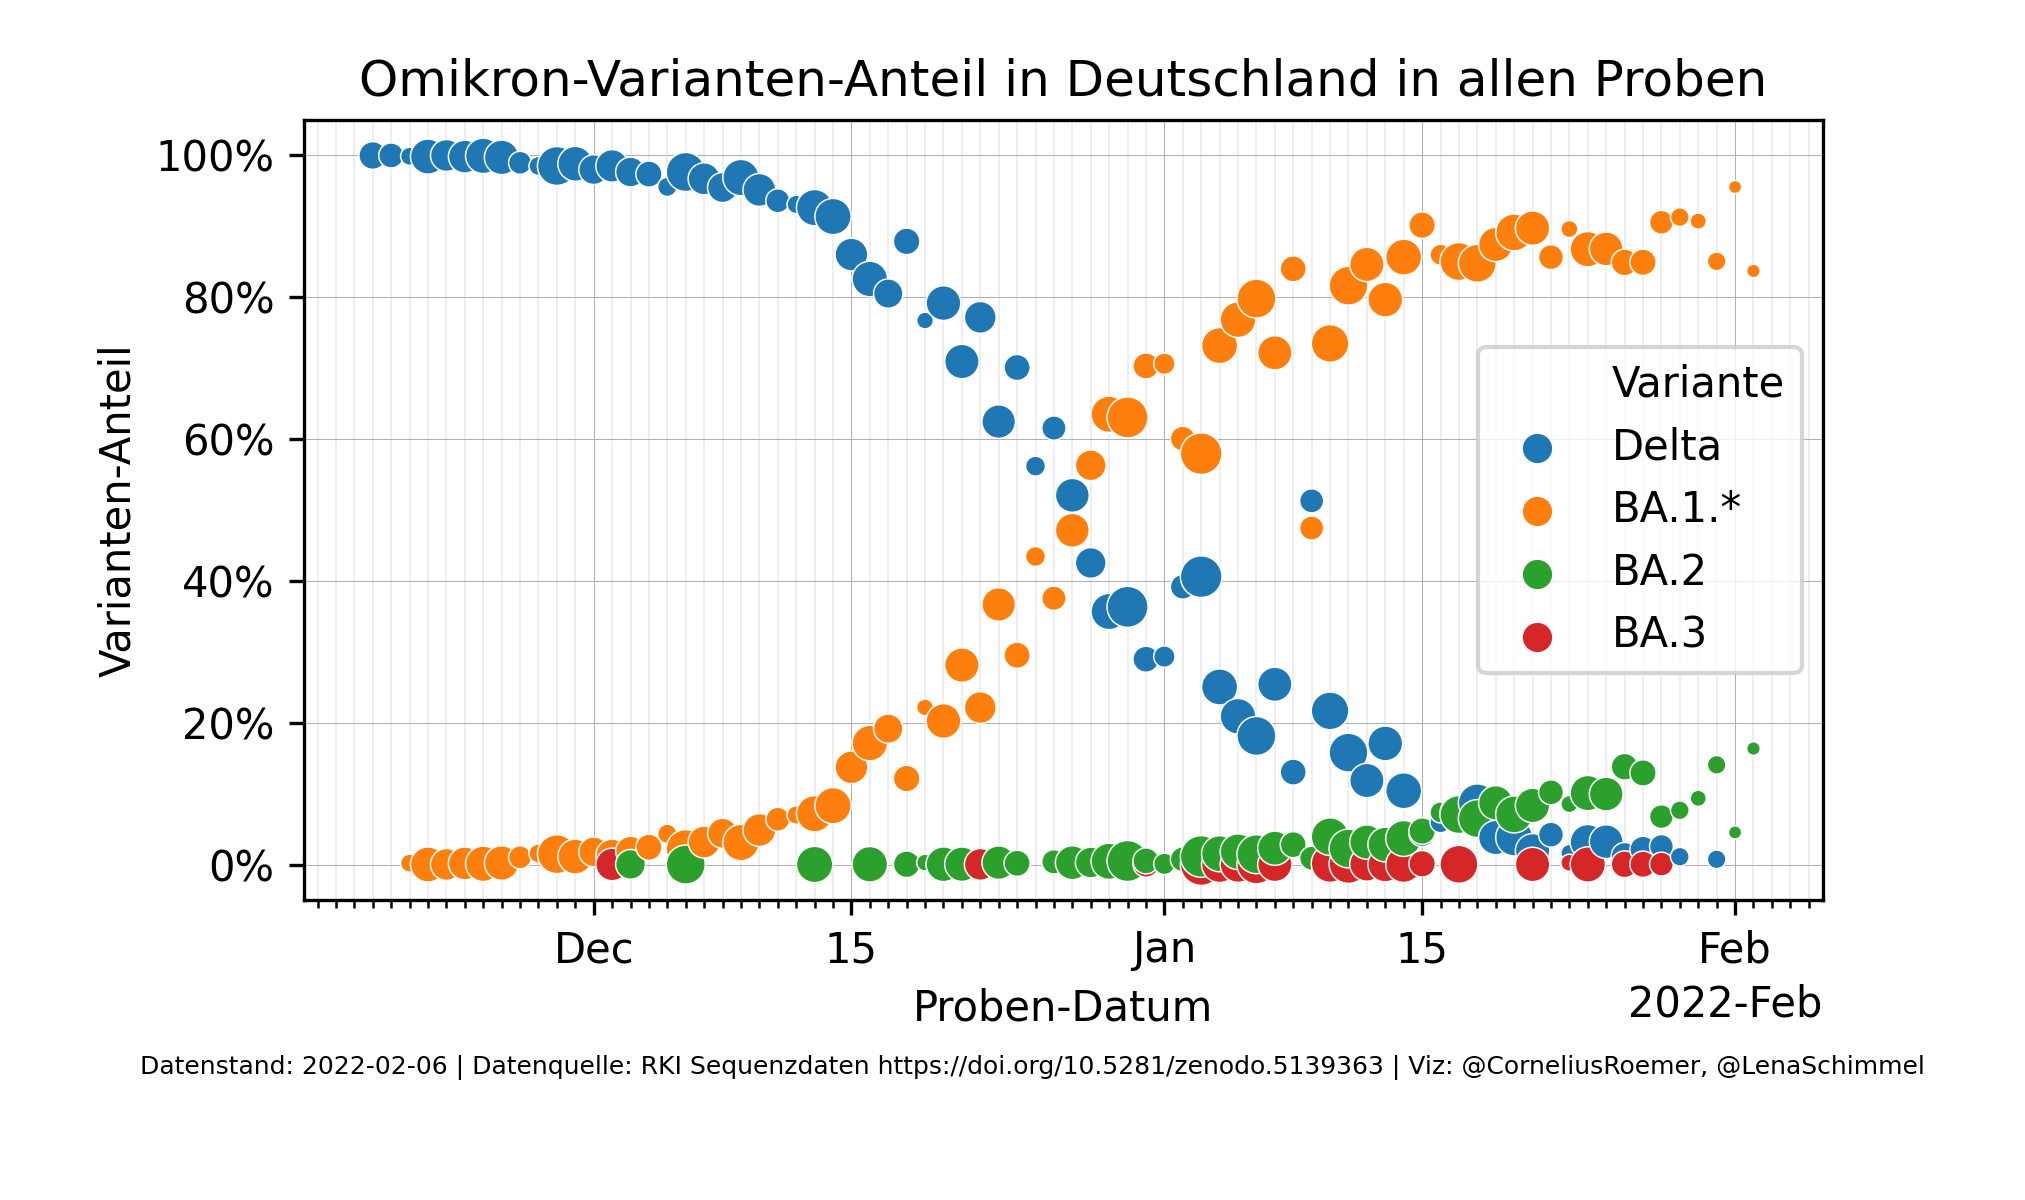 Omikron-Varianten-Anteil in Deutschland in allen Proben
100%
80%
60%
40%
20%
0%
Varianten-Anteil
Variante
Delta
BA.1.*
BA.2
BA.3
Dec
15
Jan
15
Feb
Proben-Datum
2022-Feb
Datenstand: 2022-02-06 | Datenquelle: RKI Sequenzdaten https://doi.org/10.5281/zenodo.5139363 | Viz: @CorneliusRoemer, @LenaSchimmel